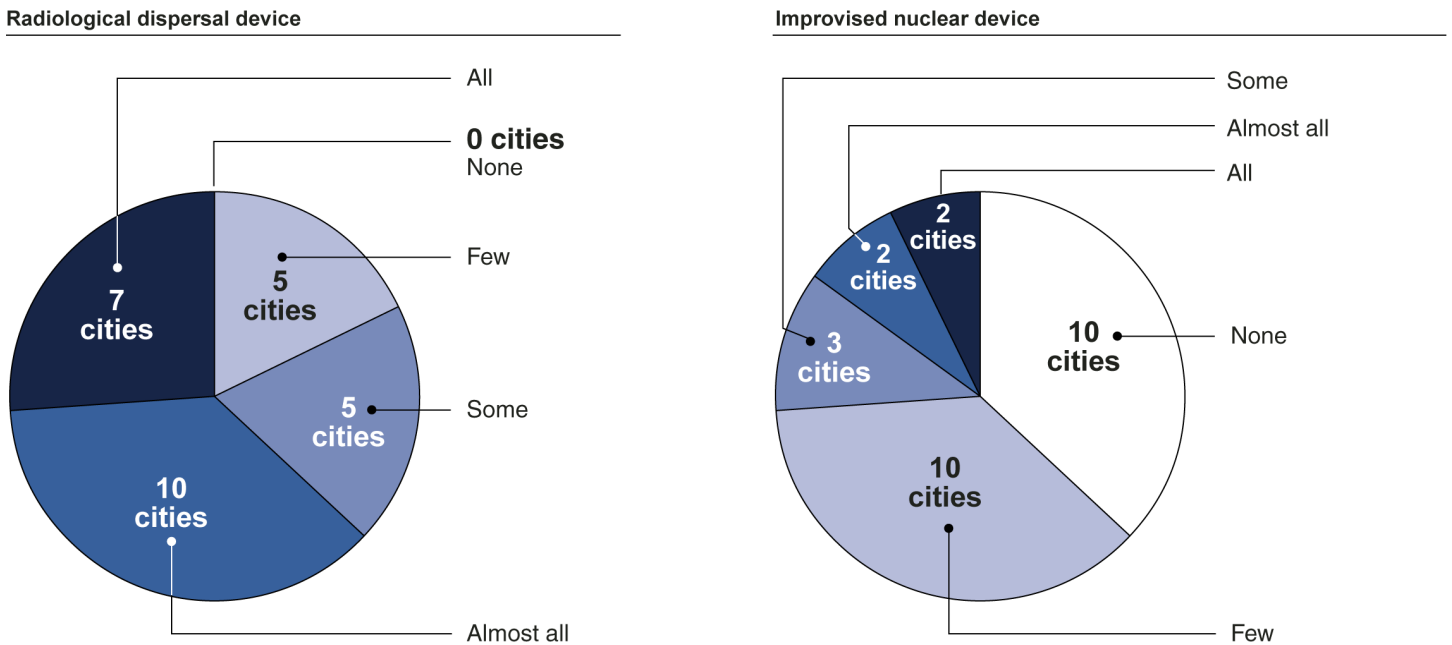 Radiological dispersal device
All
0 cities
None
Few
5
cities
7
cities
Some
5
cities
10
cities
Almost all
Improvised nuclear device
Some
Almost all
All
2
cities
2
cities
None
10
cities
3
cities
10
cities
Few